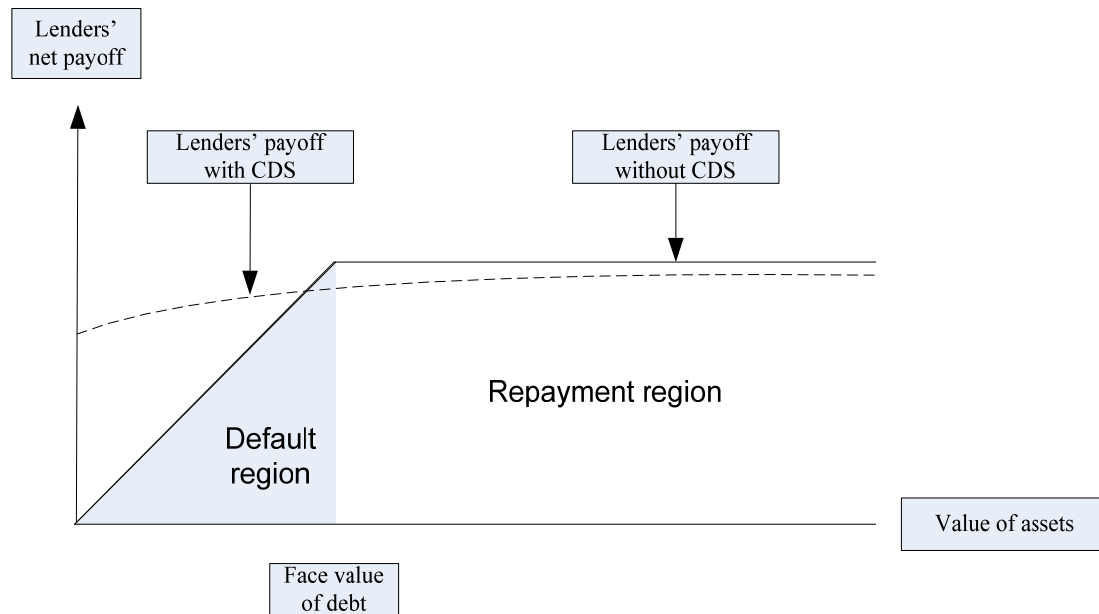 Lenders’
net payoff
Lenders’ payoff
with CDS
Lenders’ payoff
without CDS
Repayment region
Default
region
Value of assets
Face value
of debt